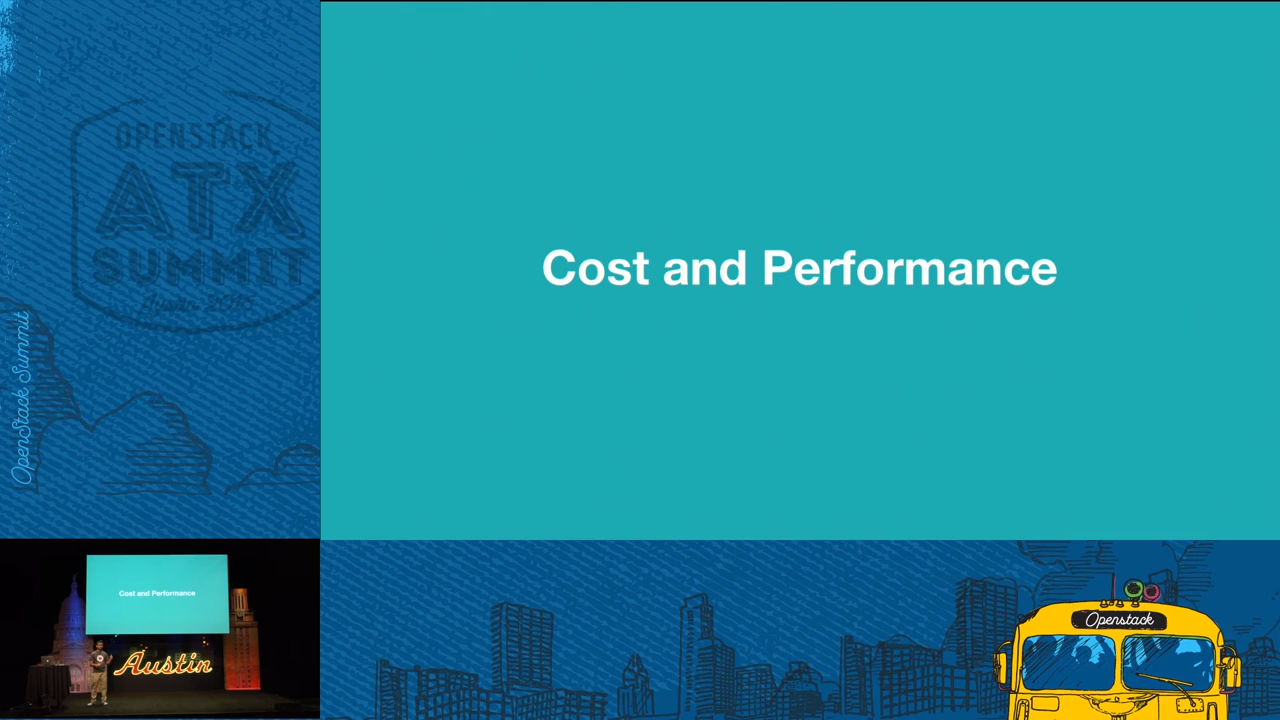 OPENSTACK
ATX
SUMMIT
Austin 2016
OpenStack Summit
Cost and Performance
Cost and Performance
Austin
Openstack